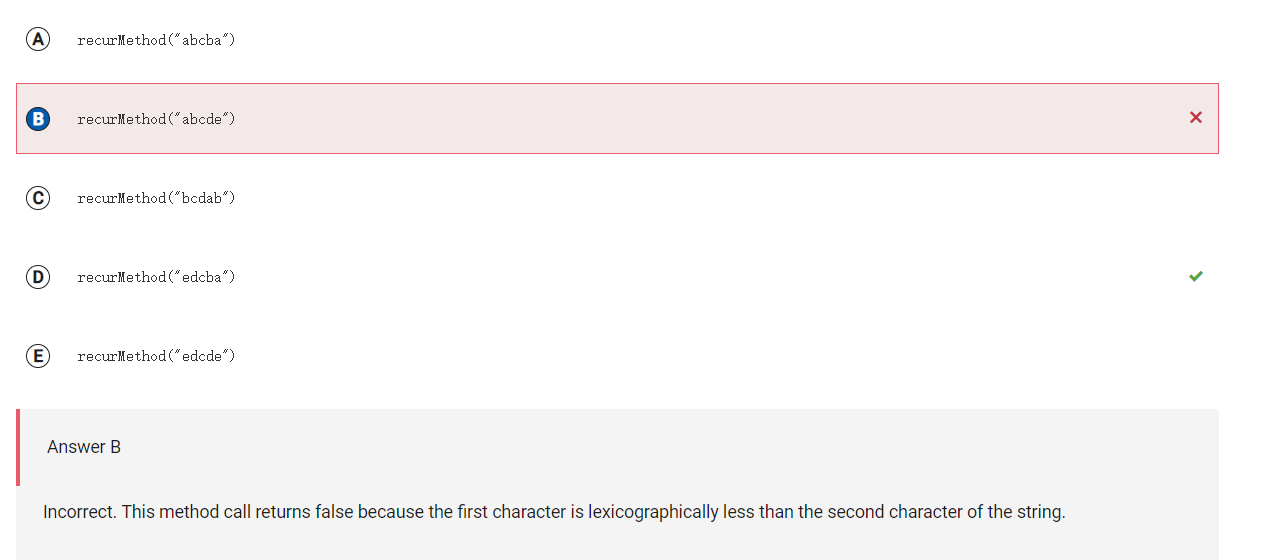 A recurMethod("abcba")
B recurMethod("abcde")
C recurMethod("bcdab")
D recurMethod("edcba")
E recurMethod("edcde")
Answer B
Incorrect. This method call returns false because the first character is lexicographically less than the second character of the string.